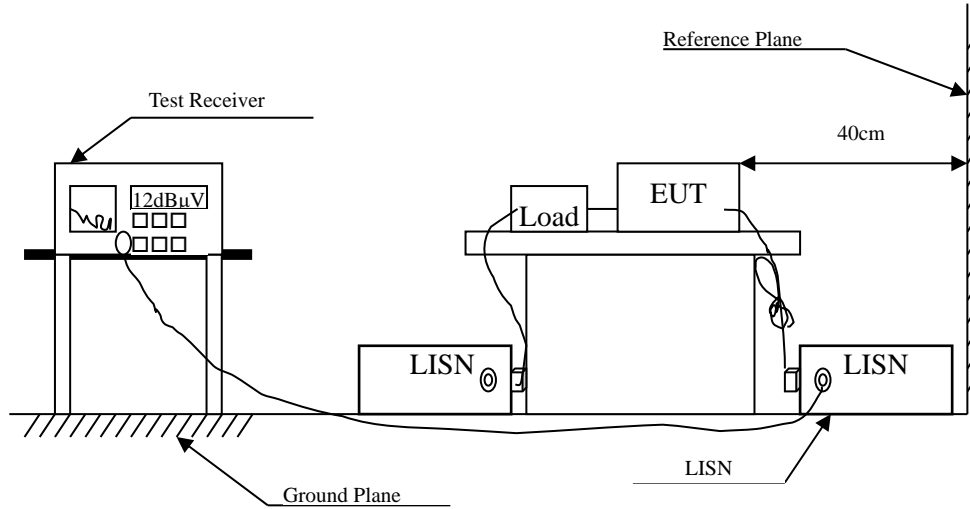 Reference Plane
Test Receiver
40cm
12dBµV
EUT
Load
LISN
LISN
LISN
Ground Plane